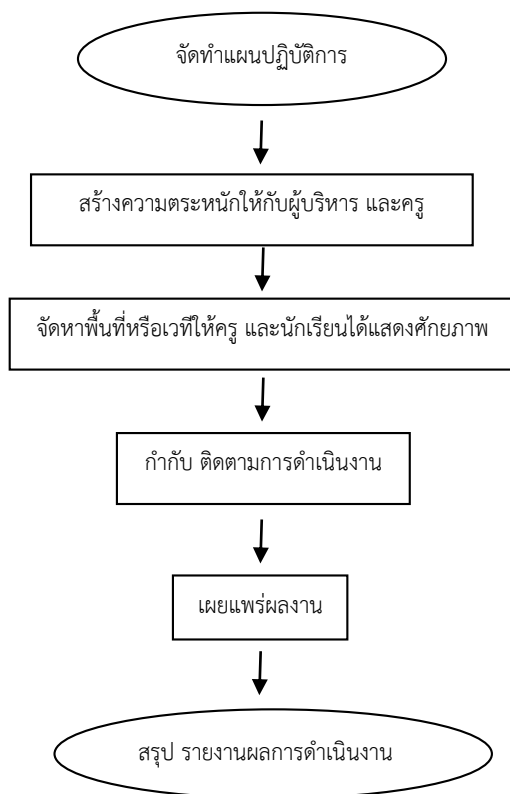 จัดทำแผนปฏิบัติการ
สร้างความตระหนักให้กับผู้บริหาร และครู
จัดหาพื้นที่หรือเวทีให้ครู และนักเรียนได้แสดงศักยภาพ
กำกับ ติดตามการดำเนินงาน
เผยแพร่ผลงาน
สรุป รายงานผลการดำเนินงาน